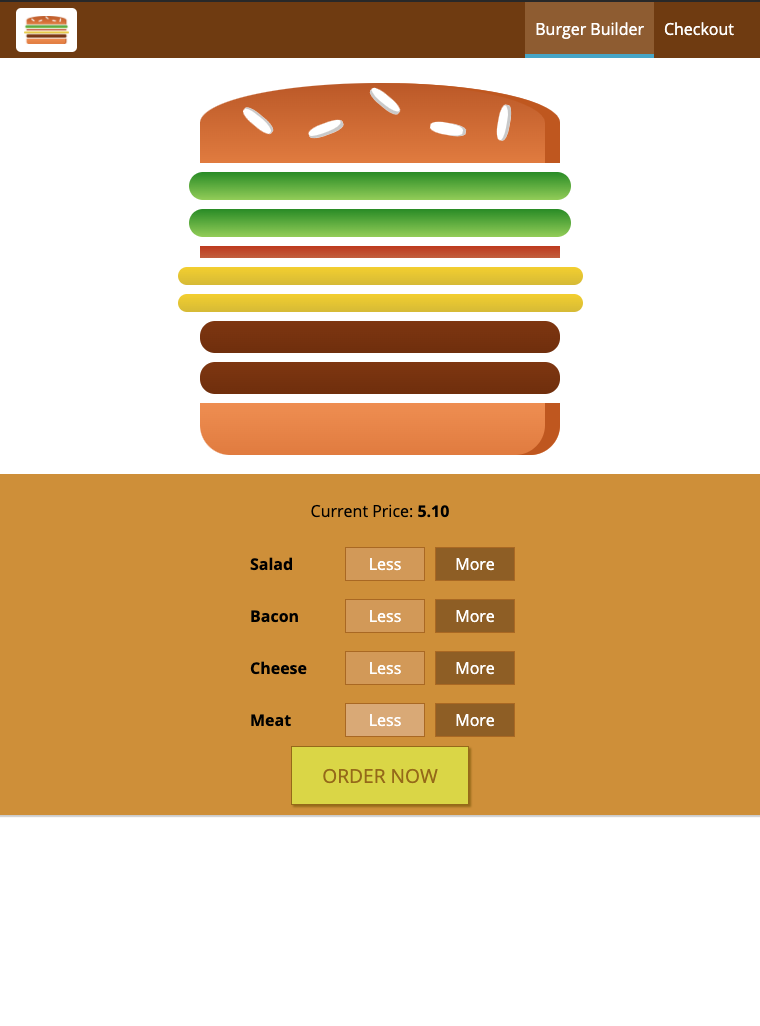 Burger Builder Checkout
Current Price: 5.10
Salad Less More
Bacon Less More
Cheese Less More
Meat Less More
ORDER NOW